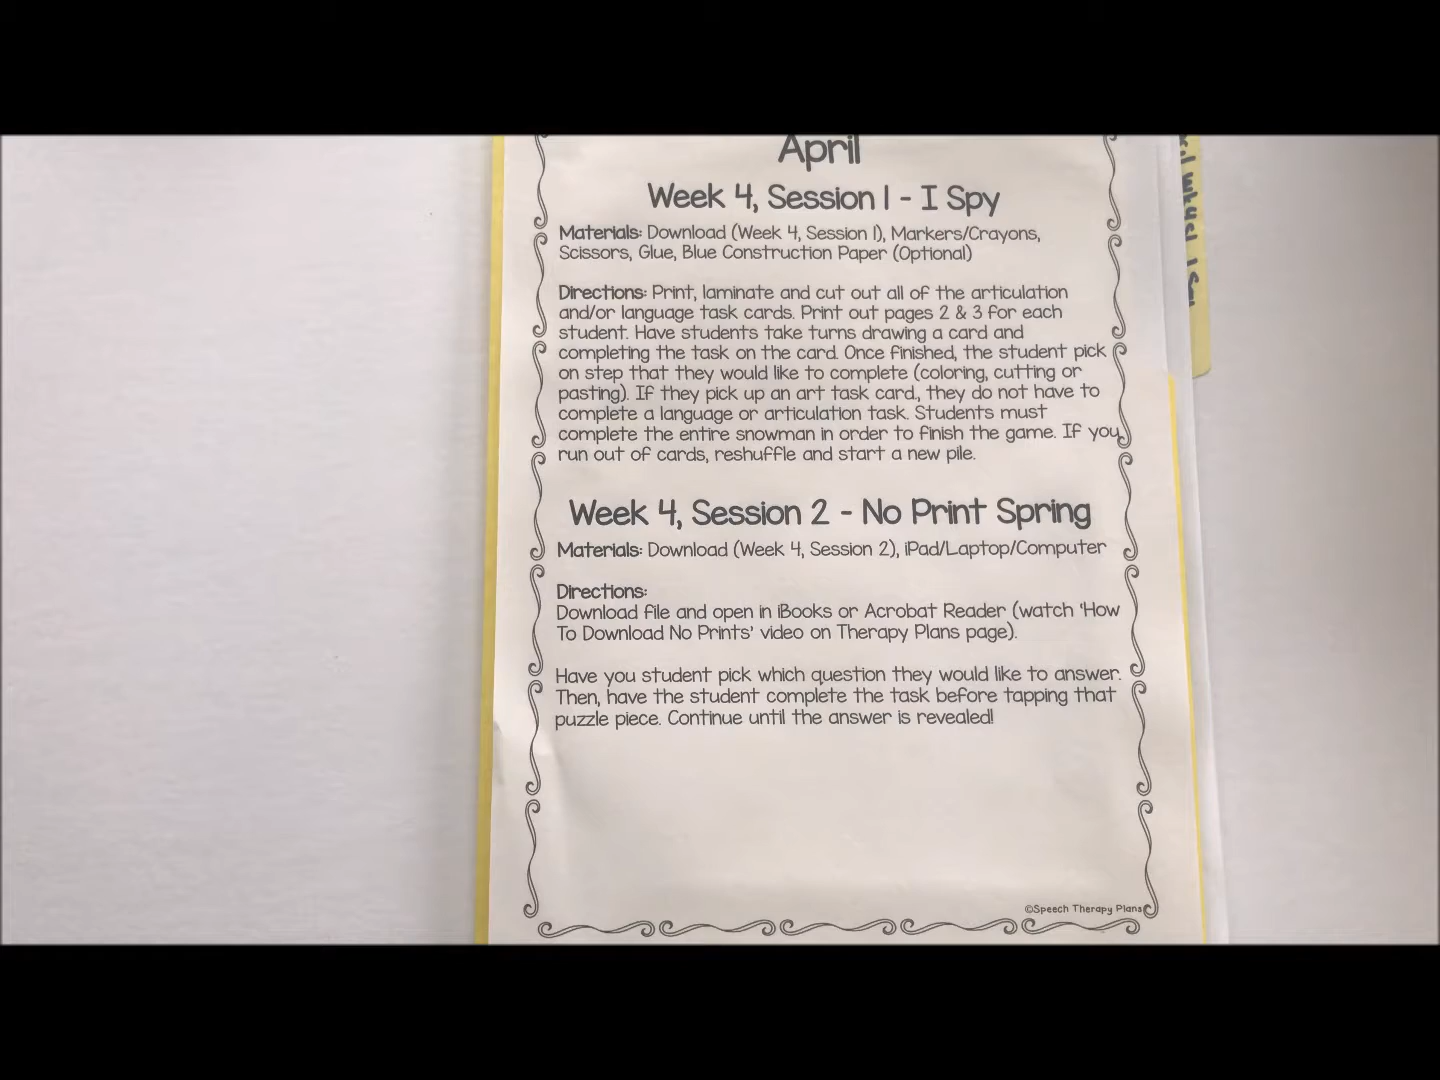 April
Week 4, Session 1 - I Spy
Materials: Download (Week 4, Session 1), Markers/Crayons,
Scissors, Glue, Blue Construction Paper (Optional)
Directions: Print, laminate and cut out all of the articulation
and/or language task cards. Print out pages 2 & 3 for each
student. Have students take turns drawing a card and
completing the task on the card. Once finished, the student pick
on step that they would like to complete (coloring, cutting or
pasting). If they pick up an art task card, they do not have to
complete a language or articulation task. Students must
complete the entire snowman in order to finish the game. If you
run out of cards, reshuffle and start a new pile.
Week 4, Session 2 - No Print Spring
Materials: Download (Week 4, Session 2), iPad/Laptop/Computer
Directions:
Download file and open in iBooks or Acrobat Reader (watch 'How
To Download No Prints' video on Therapy Plans page).
Have you student pick which question they would like to answer.
Then, have the student complete the task before tapping that
puzzle piece. Continue until the answer is revealed!
©Speech Therapy Plans